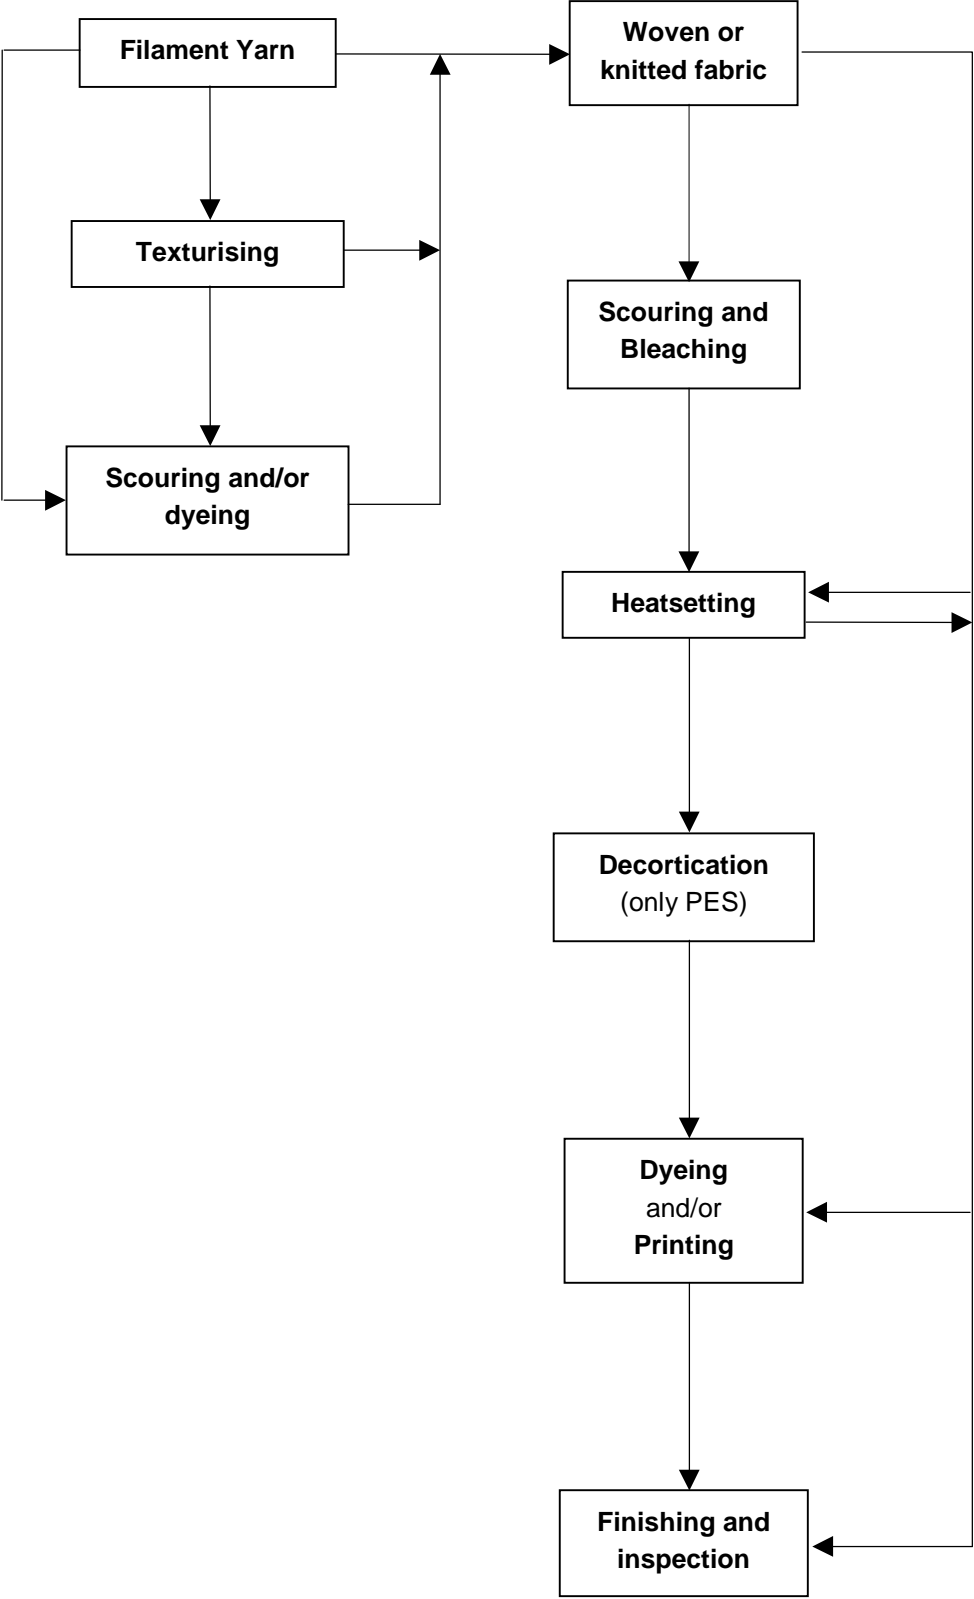 Filament Yarn
Texturising
Scouring and/or
dyeing
Woven or
knitted fabric
Scouring and
Bleaching
Heatsetting
Decortication
(only PES)
Dyeing
and/or
Printing
Finishing and
inspection